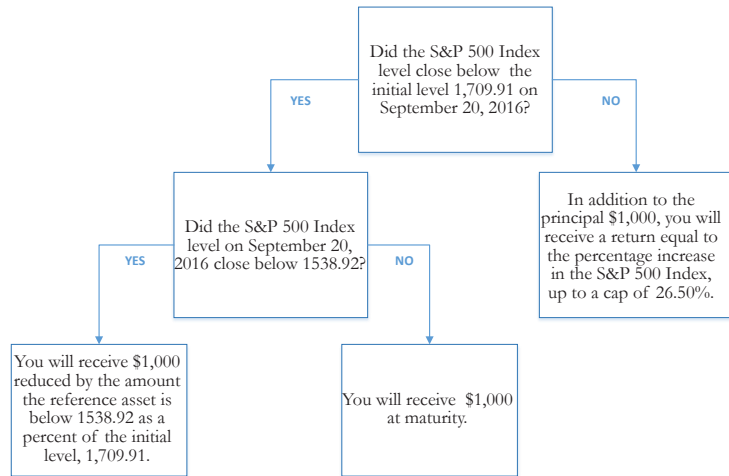 Did the S&P 500 Index
level close below the
initial level 1,709.91 on
September 20, 2016?
YES
NO
Did the S&P 500 Index
level on September 20,
2016 close below 1538.92?
In addition to the
principal $1,000, you will
receive a return equal to
the percentage increase
in the S&P 500 Index,
up to a cap of 26.50%.
YES
NO
You will receive $1,000
reduced by the amount
the reference asset is
below 1538.92 as a
percent of the initial
level, 1,709.91.
You will receive $1,000
at maturity.